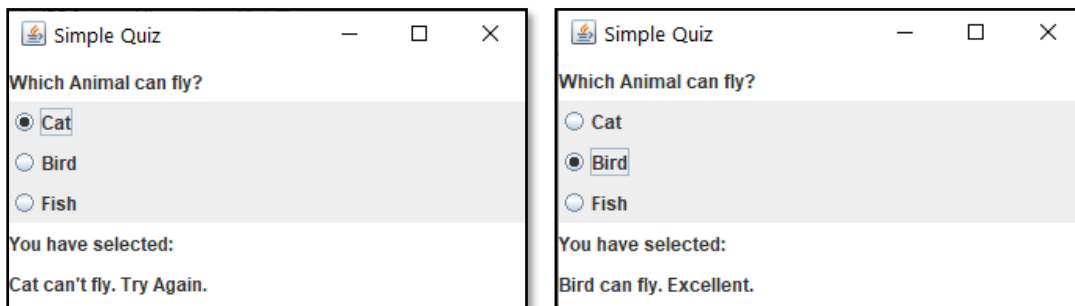 Simple Quiz
Which Animal can fly?
Cat
Bird
Fish
You have selected:
Cat can't fly. Try Again.
Simple Quiz
Which Animal can fly?
Cat
Bird
Fish
You have selected:
Bird can fly. Excellent.